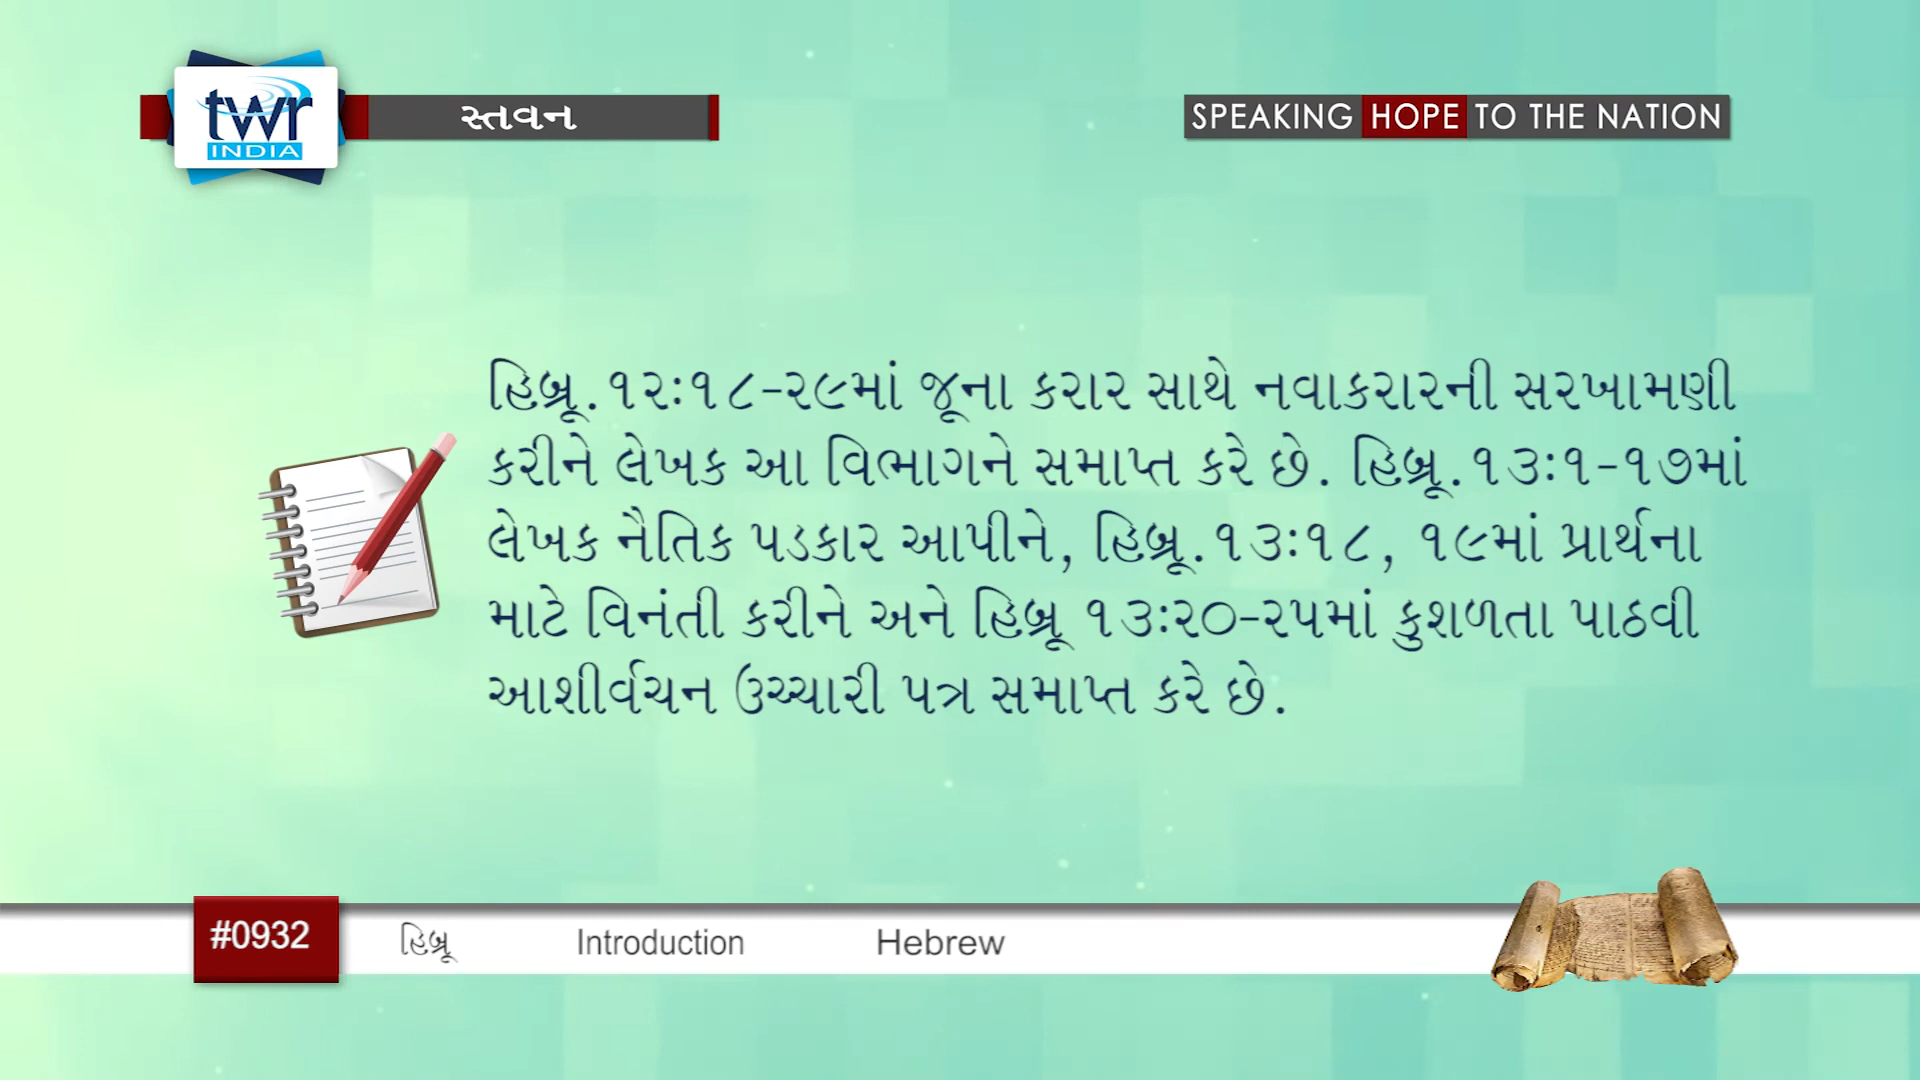 twr
INDIA
સ્તવન
SPEAKING HOPE TO THE NATION
હિબ્રૂ. ૧૨:૧૮-૨૯માં જૂના કરાર સાથે નવાકરારની સરખામણી
કરીને લેખક આ વિભાગને સમાપ્ત કરે છે. હિબ્રૂ. ૧૩:૧-૧૭માં
લેખક નૈતિક પડકાર આપીને, હિબ્રૂ. ૧૩:૧૮, ૧૯માં પ્રાર્થના
માટે વિનંતી કરીને અને હિબ્રૂ ૧૩:૨૦-૨૫માં કુશળતા પાઠવી
આશીર્વચન ઉચ્ચારી પત્ર સમાપ્ત કરે છે.
#0932 હિબ્રૂ Introduction Hebrew